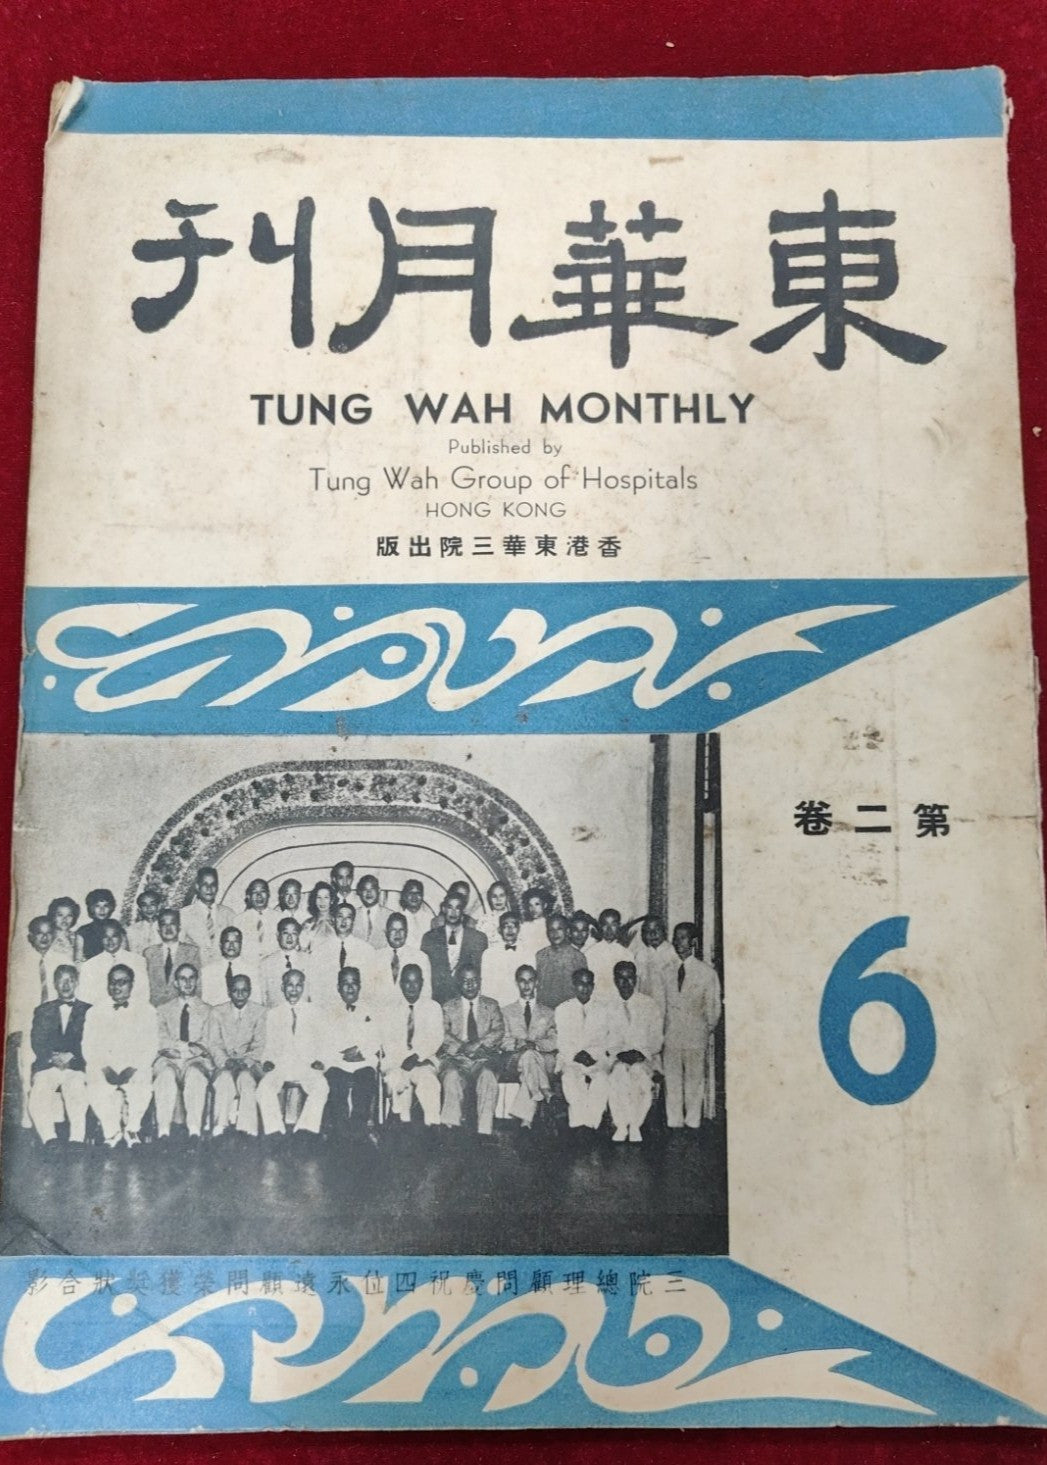 東華月刊
TUNG WAH MONTHLY
Published by
Tung Wah Group of Hospitals
HONG KONG
香港東華三院出版
第二卷
6
三院總理顧問慶祝四位永遠顧問榮獲奬狀合影